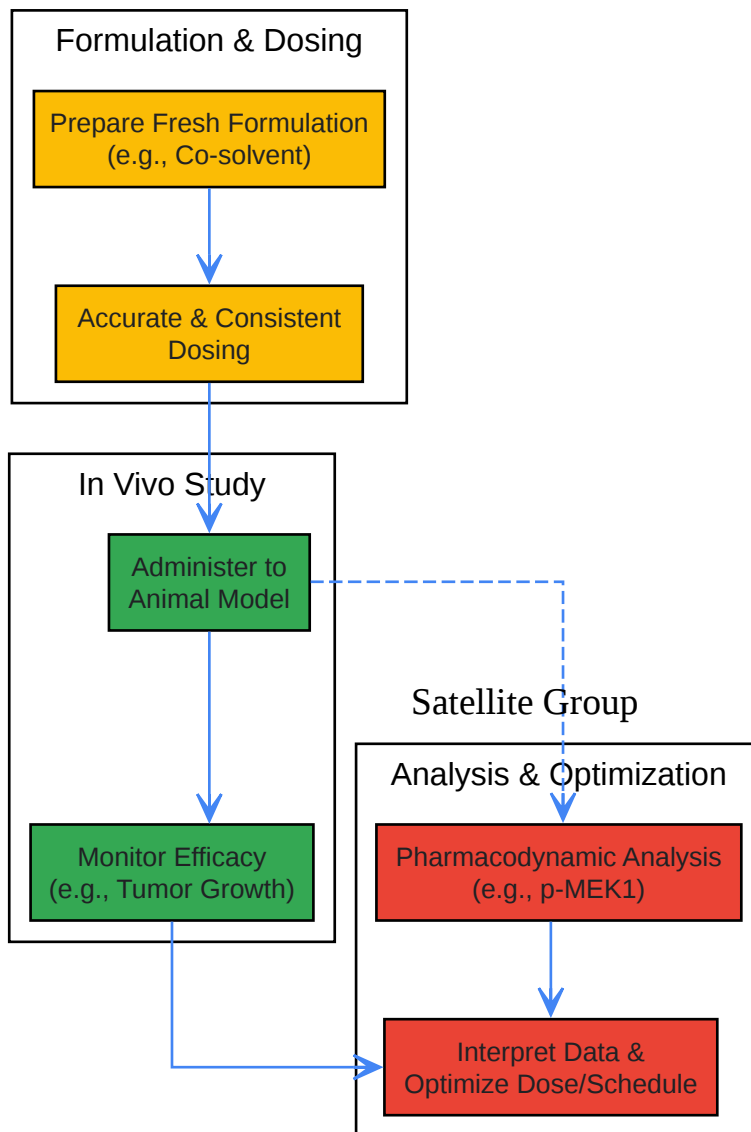 Formulation & Dosing
Prepare Fresh Formulation
(e.g., Co-solvent)
Accurate & Consistent
Dosing
In Vivo Study
Administer to
Animal Model
Satellite Group
Analysis & Optimization
Monitor Efficacy
(e.g., Tumor Growth)
Pharmacodynamic Analysis
(e.g., p-MEK1)
Interpret Data &
Optimize Dose/Schedule